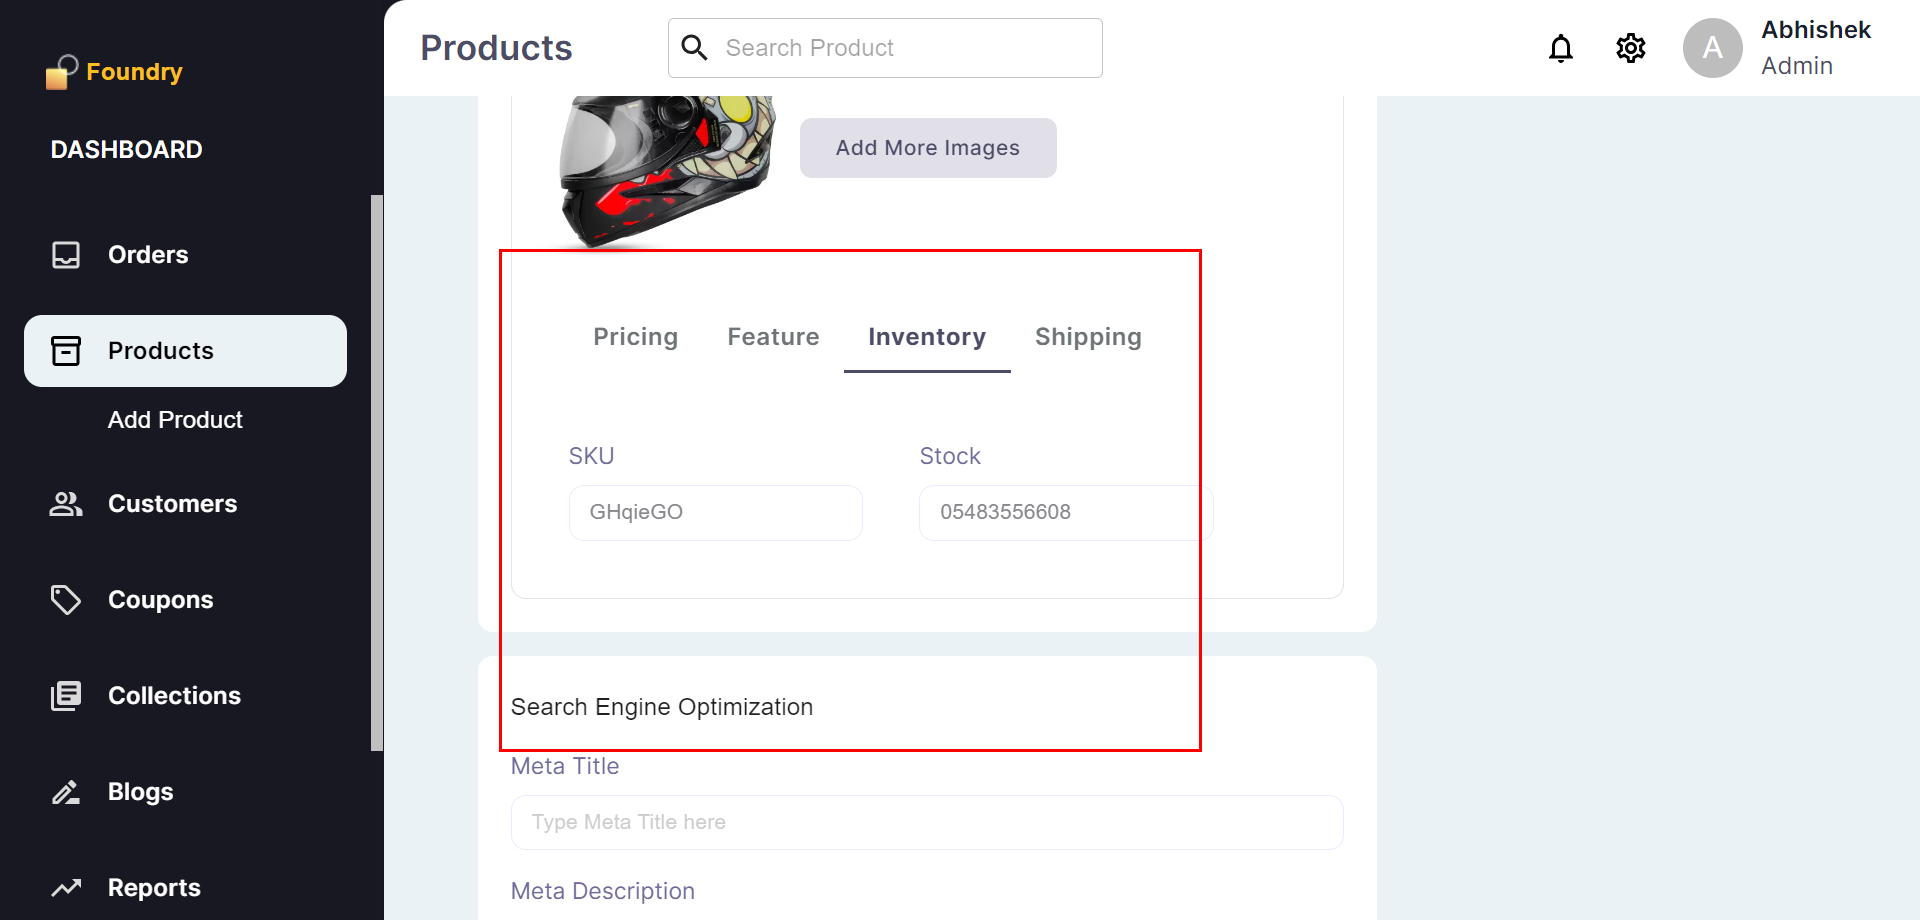 Foundry
DASHBOARD
Orders
Products
Add Product
Customers
Coupons
Collections
Blogs
Reports
Products
Search Product
A
Abhishek
Admin
Add More Images
Pricing Feature Inventory Shipping
SKU Stock
GHqieGO 05483556608
Search Engine Optimization
Meta Title
Type Meta Title here
Meta Description